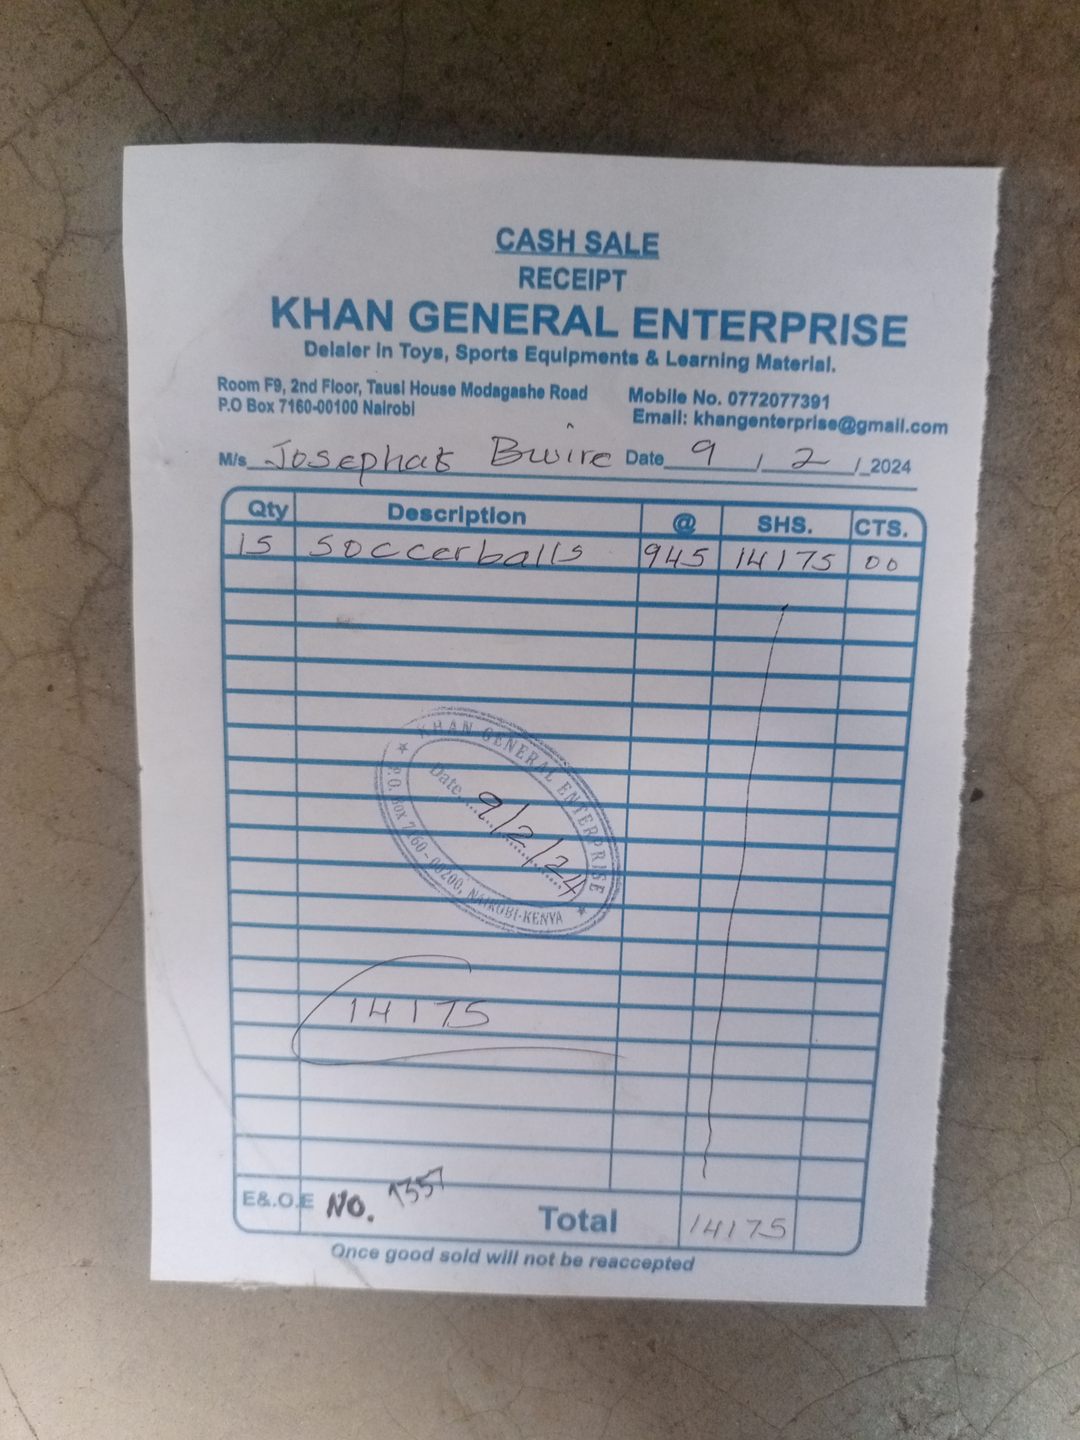 CASH SALE
RECEIPT
KHAN GENERAL ENTERPRISE
Delaler in Toys, Sports Equipments & Learning Material.
Room F9, 2nd Floor, Tausi House Modagashe Road
P.O Box 7160-00100 Nairobi
Mobile No. 0772077391
Email: khangenterprise@gmail.com
M/s Josephat Bwire Date 9 / 2 / 2024
Qty Description @ SHS. CTS.
15 Soccerballs 945 14175 00
KHAN GENERAL ENTERPRISE
Date 9/2/24
P.O. Box 7160-00200, NAIROBI-KENYA
14175
E&.O.E NO. 1357
Total 14175
Once good sold will not be reaccepted